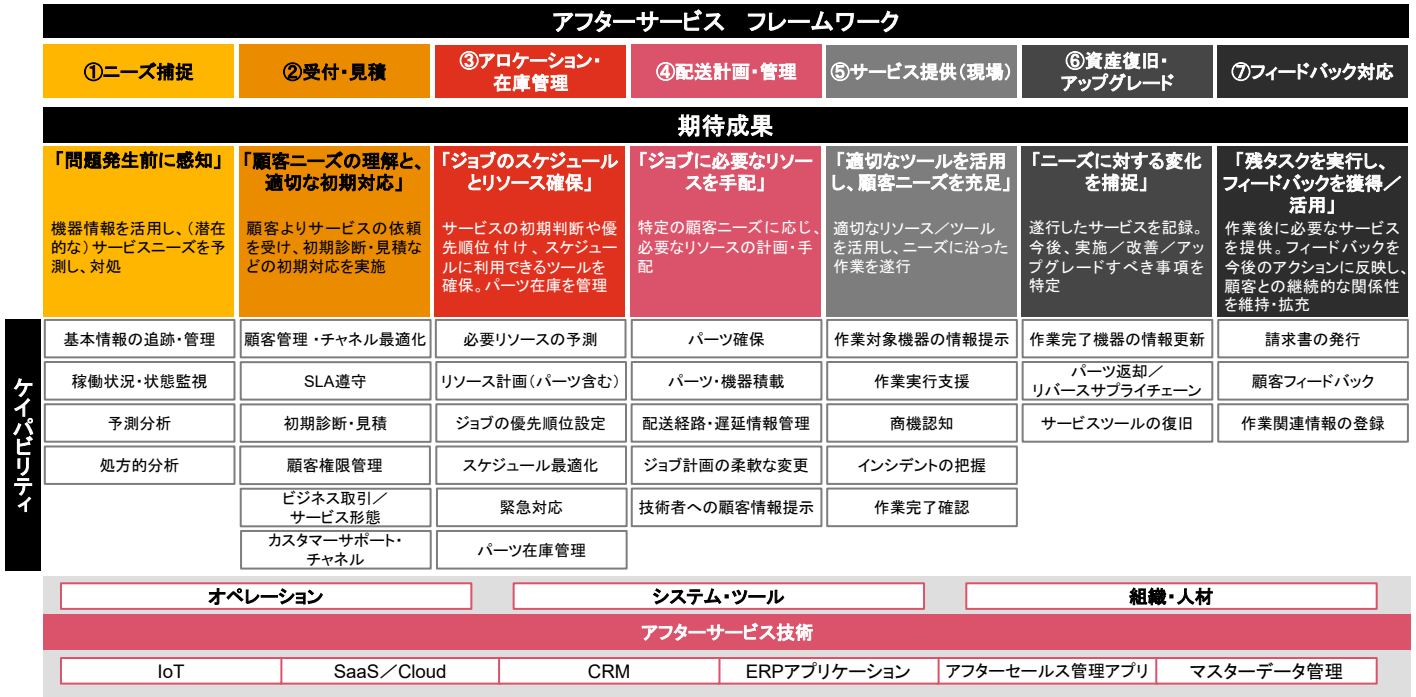 アフターサービス　フレームワーク
①ニーズ捕捉
②受付・見積
③アロケーション・
在庫管理
④配送計画・管理
⑤サービス提供（現場）
⑥資産復旧・
アップグレード
⑦フィードバック対応
期待成果
「問題発生前に感知」
機器情報を活用し、（潜在
的な）サービスニーズを予
測し、対処
「顧客ニーズの理解と、
適切な初期対応」
顧客よりサービスの依頼
を受け、初期診断・見積な
どの初期対応を実施
「ジョブのスケジュール
とリソース確保」
サービスの初期判断や優
先順位付け、スケジュー
ルに利用できるツールを
確保。パーツ在庫を管理
「ジョブに必要なリソー
スを手配」
特定の顧客ニーズに応じ、
必要なリソースの計画・手
配
「適切なツールを活用
し、顧客ニーズを充足」
適切なリソース／ツール
を活用し、ニーズに沿った
作業を遂行
「ニーズに対する変化
を捕捉」
遂行したサービスを記録。
今後、実施／改善／アッ
プグレードすべき事項を
特定
「残タスクを実行し、
フィードバックを獲得／
活用」
作業後に必要なサービス
を提供。フィードバックを
今後のアクションに反映し、
顧客との継続的な関係性
を維持・拡充
ケイパビリティ
基本情報の追跡・管理
稼働状況・状態監視
予測分析
処方的分析
顧客管理・チャネル最適化
SLA遵守
初期診断・見積
顧客権限管理
ビジネス取引／
サービス形態
カスタマーサポート・
チャネル
必要リソースの予測
リソース計画（パーツ含む）
ジョブの優先順位設定
スケジュール最適化
緊急対応
パーツ在庫管理
パーツ確保
パーツ・機器積載
配送経路・遅延情報管理
ジョブ計画の柔軟な変更
技術者への顧客情報提示
作業対象機器の情報提示
作業実行支援
商機認知
インシデントの把握
作業完了確認
作業完了機器の情報更新
パーツ返却／
リバースサプライチェーン
サービスツールの復旧
請求書の発行
顧客フィードバック
作業関連情報の登録
オペレーション
システム・ツール
組織・人材
アフターサービス技術
IoT
SaaS／Cloud
CRM
ERPアプリケーション
アフターセールス管理アプリ
マスターデータ管理